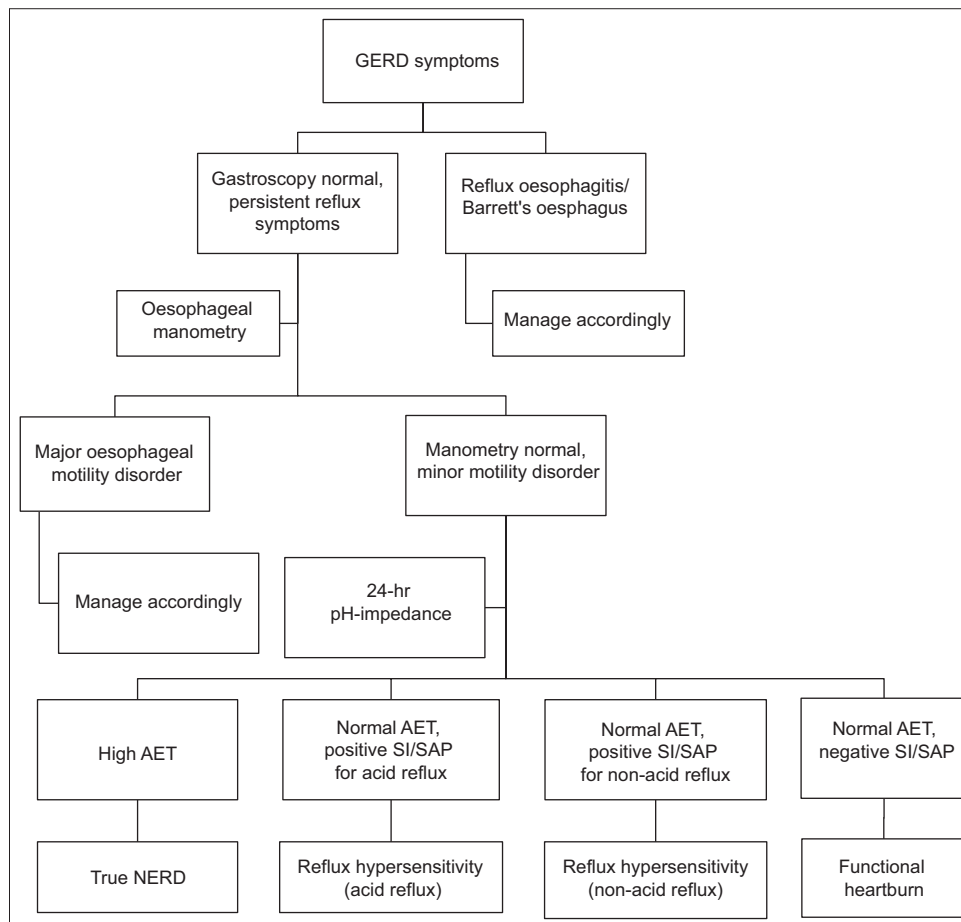 GERD symptoms
Gastroscopy normal,
persistent reflux
symptoms
Reflux oesophagitis/
Barrett's oesphagus
Oesophageal
manometry
Manage accordingly
Major oesophageal
motility disorder
Manometry normal,
minor motility disorder
Manage accordingly
24-hr
pH-impedance
High AET
Normal AET,
positive SI/SAP
for acid reflux
Normal AET,
positive SI/SAP
for non-acid reflux
Normal AET,
negative SI/SAP
True NERD
Reflux hypersensitivity
(acid reflux)
Reflux hypersensitivity
(non-acid reflux)
Functional
heartburn